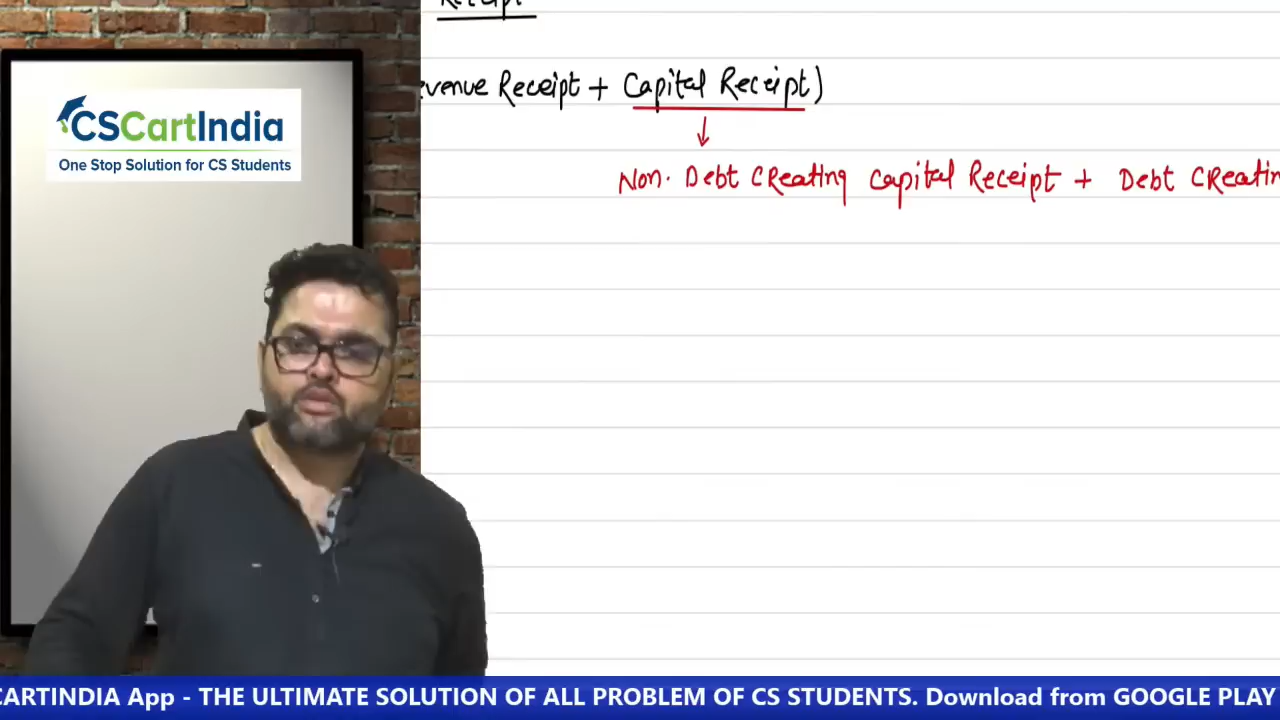 Receipt
evenue Receipt + Capital Receipt)
Non. Debt Creating Capital Receipt + Debt Creatin
CSCartIndia
One Stop Solution for CS Students
CARTINDIA App - THE ULTIMATE SOLUTION OF ALL PROBLEM OF CS STUDENTS. Download from GOOGLE PLAY